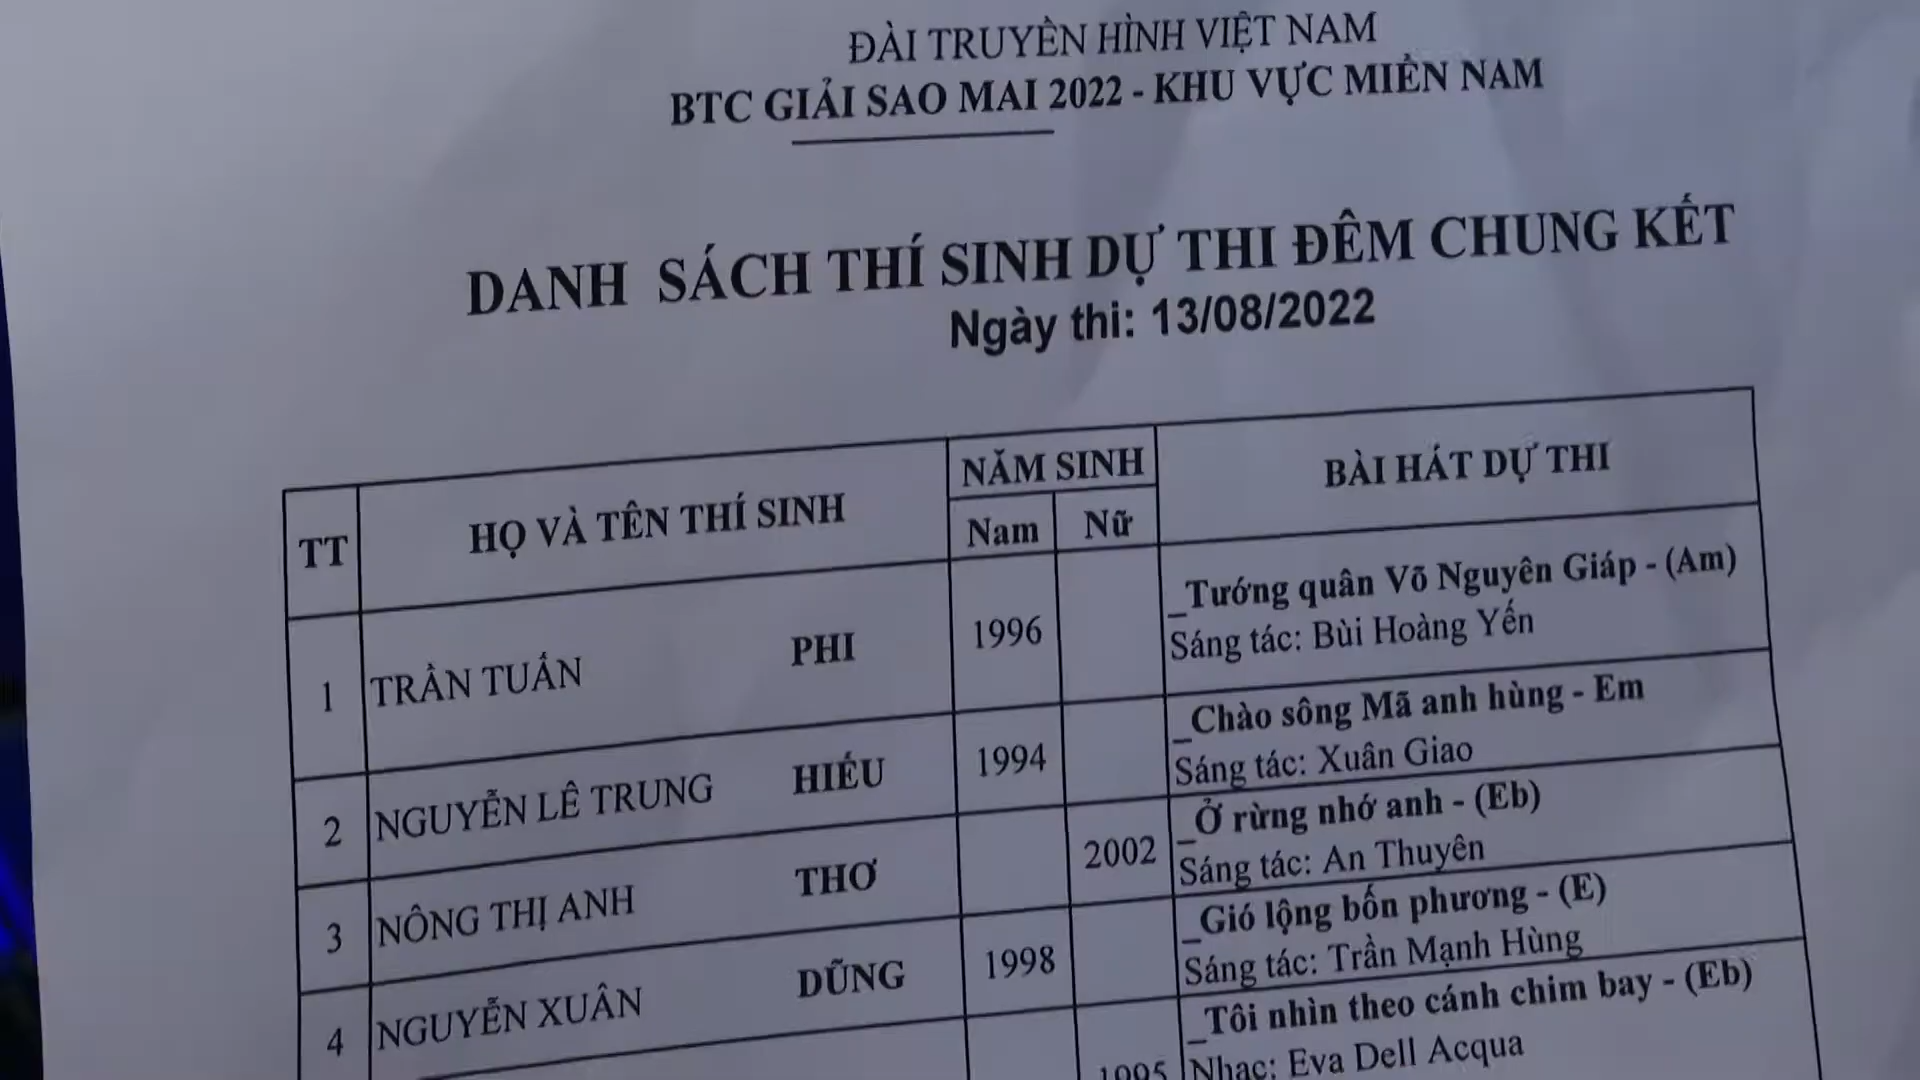 ĐÀI TRUYỀN HÌNH VIỆT NAM
BTC GIẢI SAO MAI 2022 - KHU VỰC MIỀN NAM
DANH SÁCH THÍ SINH DỰ THI ĐÊM CHUNG KẾT
Ngày thi: 13/08/2022
TT HỌ VÀ TÊN THÍ SINH NĂM SINH BÀI HÁT DỰ THI
Nam Nữ
1 TRẦN TUẤN PHI 1996 _Tướng quân Võ Nguyên Giáp - (Am)
Sáng tác: Bùi Hoàng Yến
2 NGUYỄN LÊ TRUNG HIẾU 1994 _Chào sông Mã anh hùng - Em
Sáng tác: Xuân Giao
3 NÔNG THỊ ANH THƠ 2002 _Ở rừng nhớ anh - (Eb)
Sáng tác: An Thuyên
4 NGUYỄN XUÂN DŨNG 1998 _Gió lộng bốn phương - (E)
Sáng tác: Trần Mạnh Hùng
_Tôi nhìn theo cánh chim bay - (Eb)
1995 Nhạc: Eva Dell Acqua